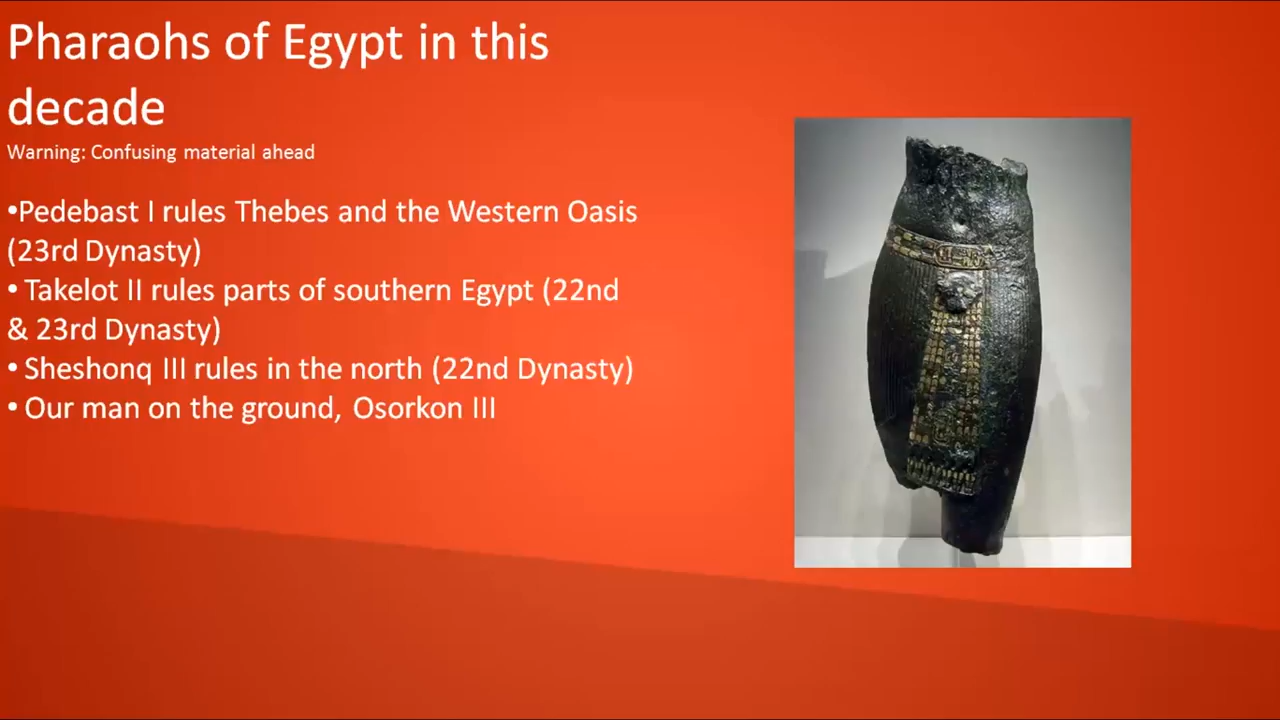 Pharaohs of Egypt in this
decade
Warning: Confusing material ahead
•Pedebast I rules Thebes and the Western Oasis
(23rd Dynasty)
• Takelot II rules parts of southern Egypt (22nd
& 23rd Dynasty)
• Sheshonq III rules in the north (22nd Dynasty)
• Our man on the ground, Osorkon III